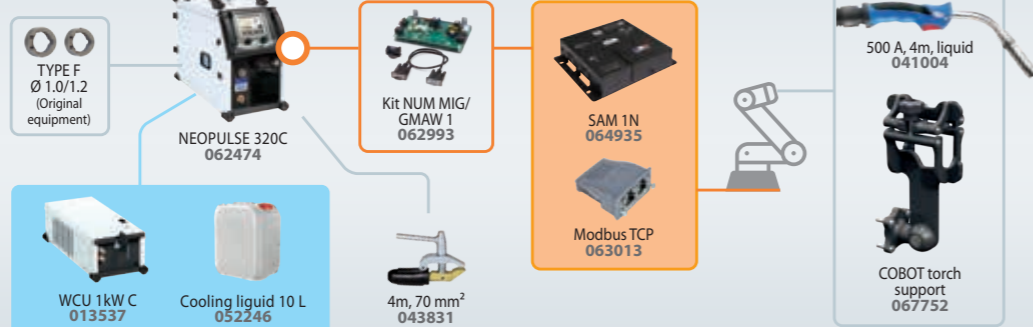 TYPE F
Ø 1.0/1.2
(Original
equipment)
NEOPULSE 320C
062474
Kit NUM MIG/
GMAW 1
062993
SAM 1N
064935
Modbus TCP
063013
500 A, 4m, liquid
041004
COBOT torch
support
067752
WCU 1kW C
013537
Cooling liquid 10 L
052246
4m, 70 mm²
043831